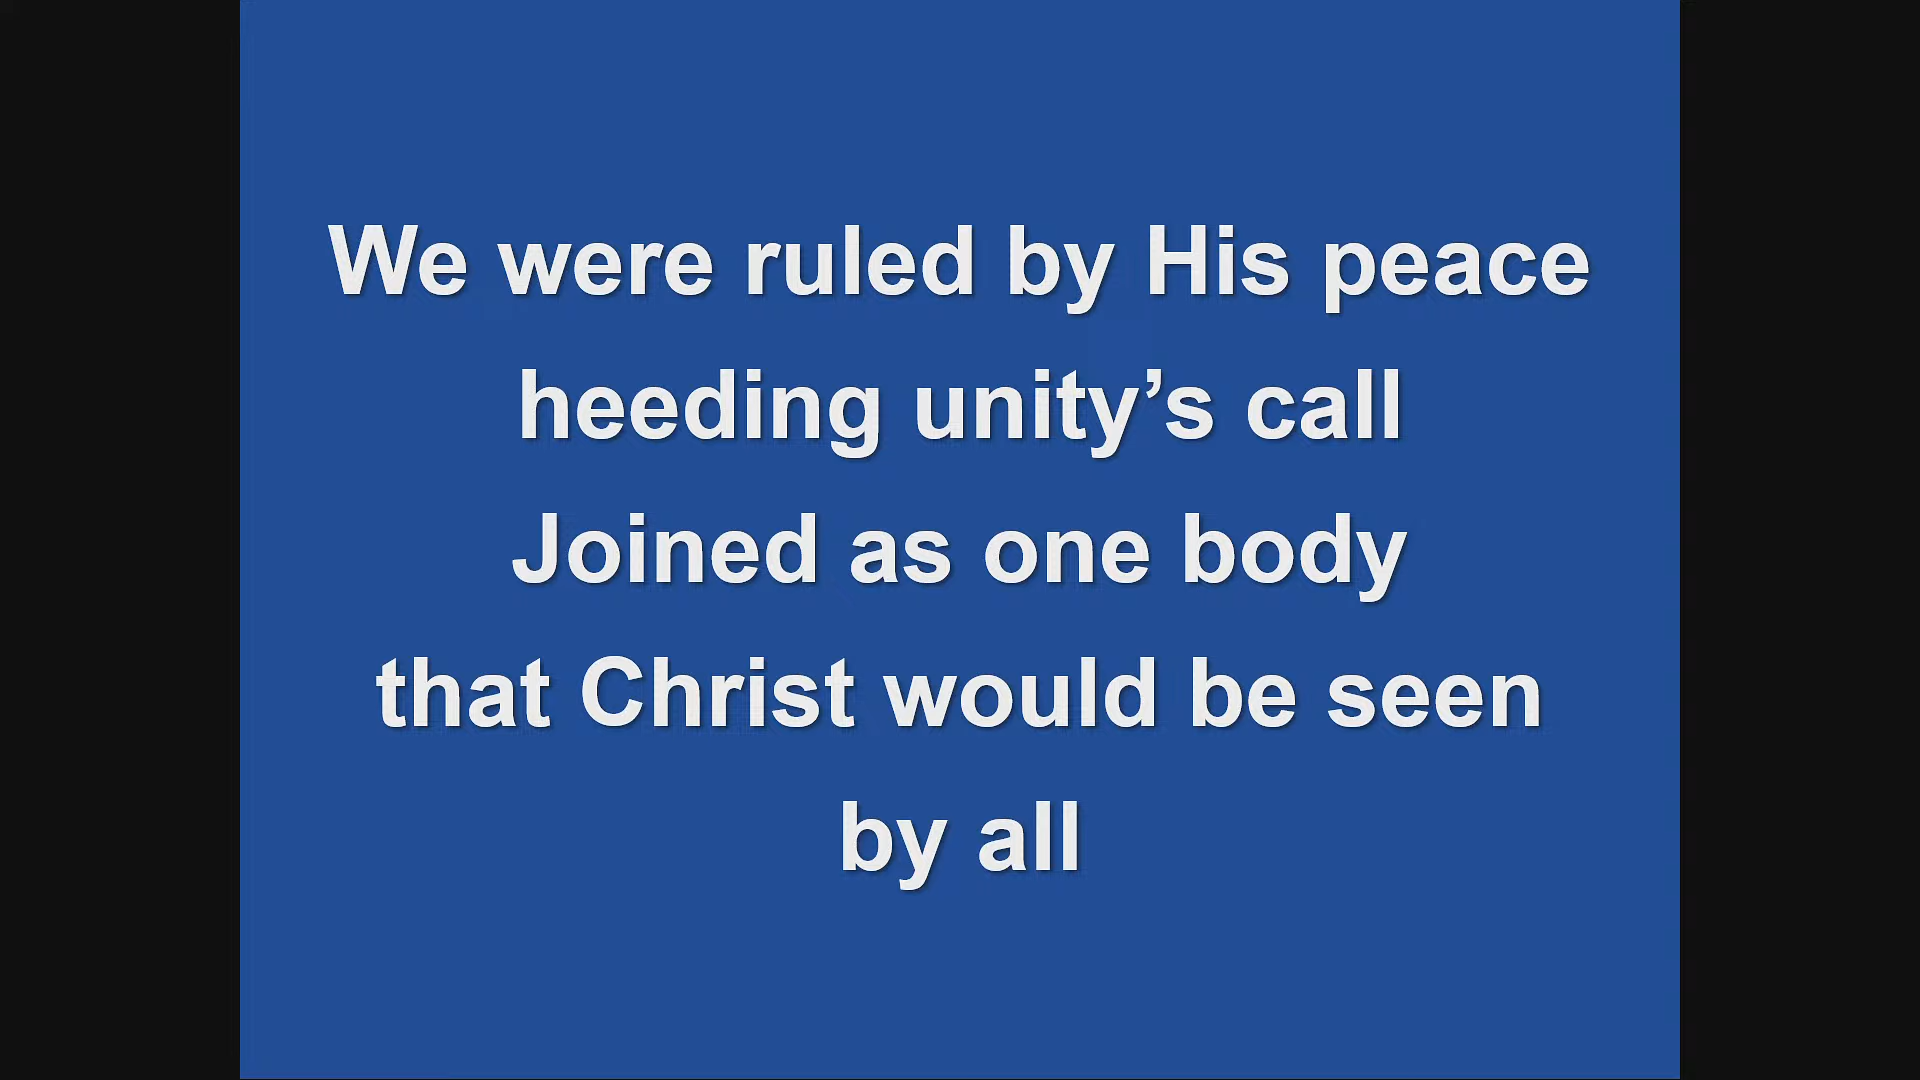 We were ruled by His peace
heeding unity’s call
Joined as one body
that Christ would be seen
by all